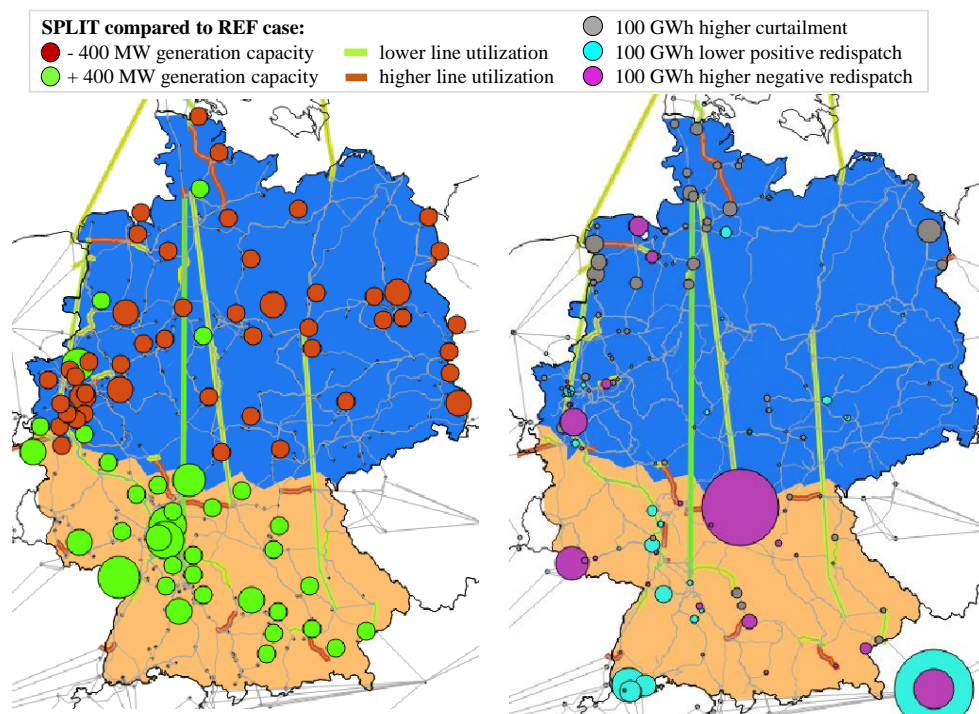 SPLIT compared to REF case:
- 400 MW generation capacity
+ 400 MW generation capacity
lower line utilization
higher line utilization
100 GWh higher curtailment
100 GWh lower positive redispatch
100 GWh higher negative redispatch